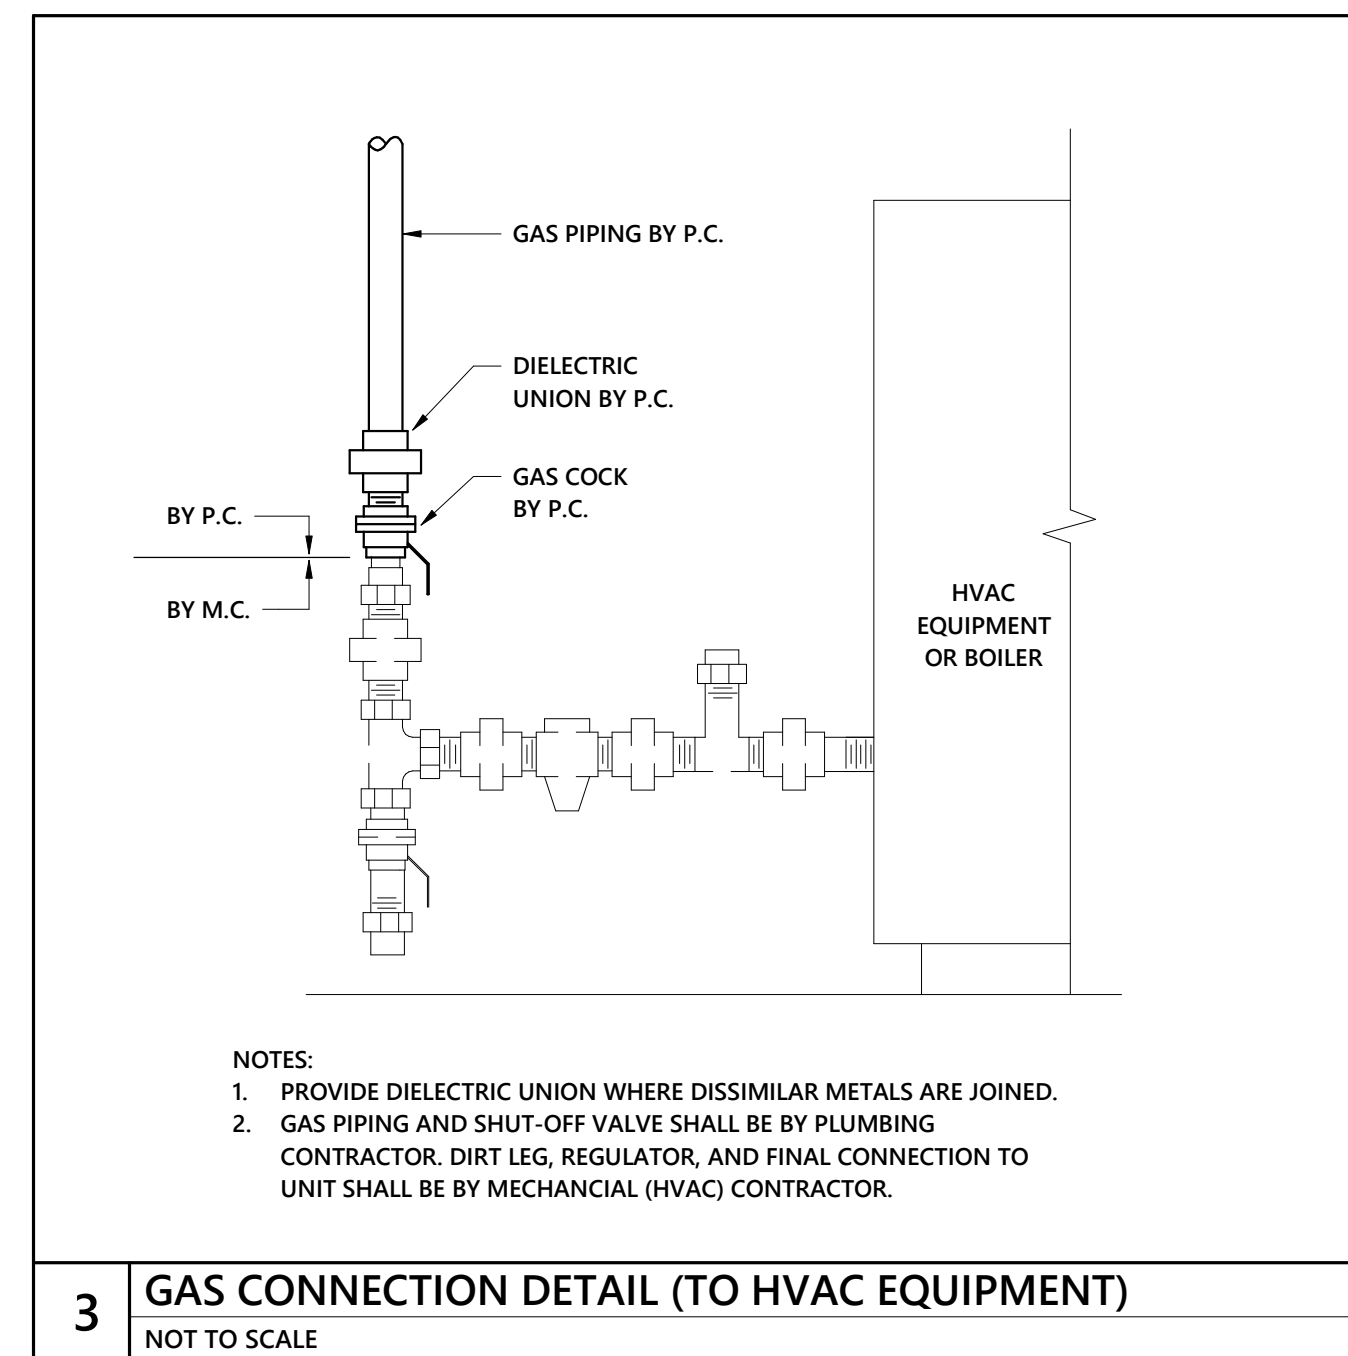 GAS PIPING BY P.C.
DIELECTRIC
UNION BY P.C.
GAS COCK
BY P.C.
BY P.C.
BY M.C.
HVAC
EQUIPMENT
OR BOILER
NOTES:
1. PROVIDE DIELECTRIC UNION WHERE DISSIMILAR METALS ARE JOINED.
2. GAS PIPING AND SHUT-OFF VALVE SHALL BE BY PLUMBING
CONTRACTOR. DIRT LEG, REGULATOR, AND FINAL CONNECTION TO
UNIT SHALL BE BY MECHANCIAL (HVAC) CONTRACTOR.
3
GAS CONNECTION DETAIL (TO HVAC EQUIPMENT)
NOT TO SCALE